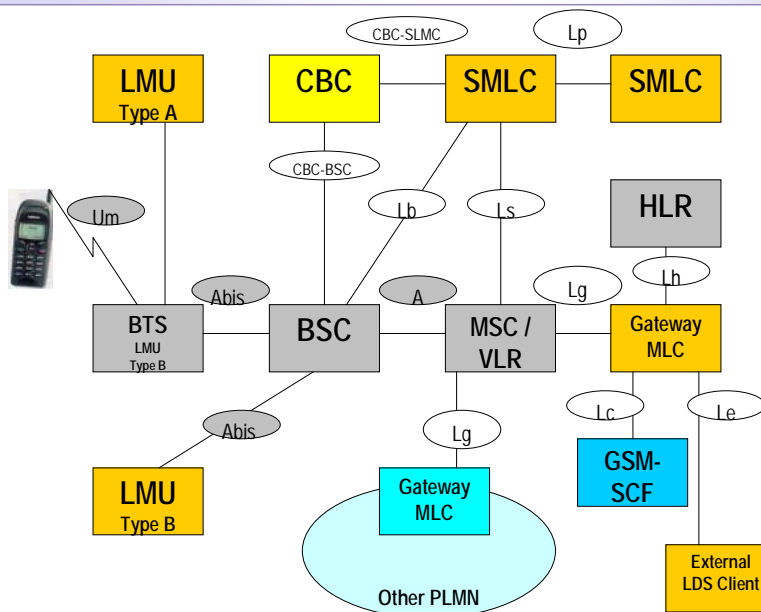 CBC-SLMC
Lp
LMU
Type A
CBC
SMLC
SMLC
CBC-BSC
Um
Lb
Ls
HLR
Abis
A
Lg
Lh
BTS
LMU
Type B
BSC
MSC /
VLR
Gateway
MLC
Abis
Lg
Lc
Le
LMU
Type B
Gateway
MLC
GSM-
SCF
Other PLMN
External
LDS Client